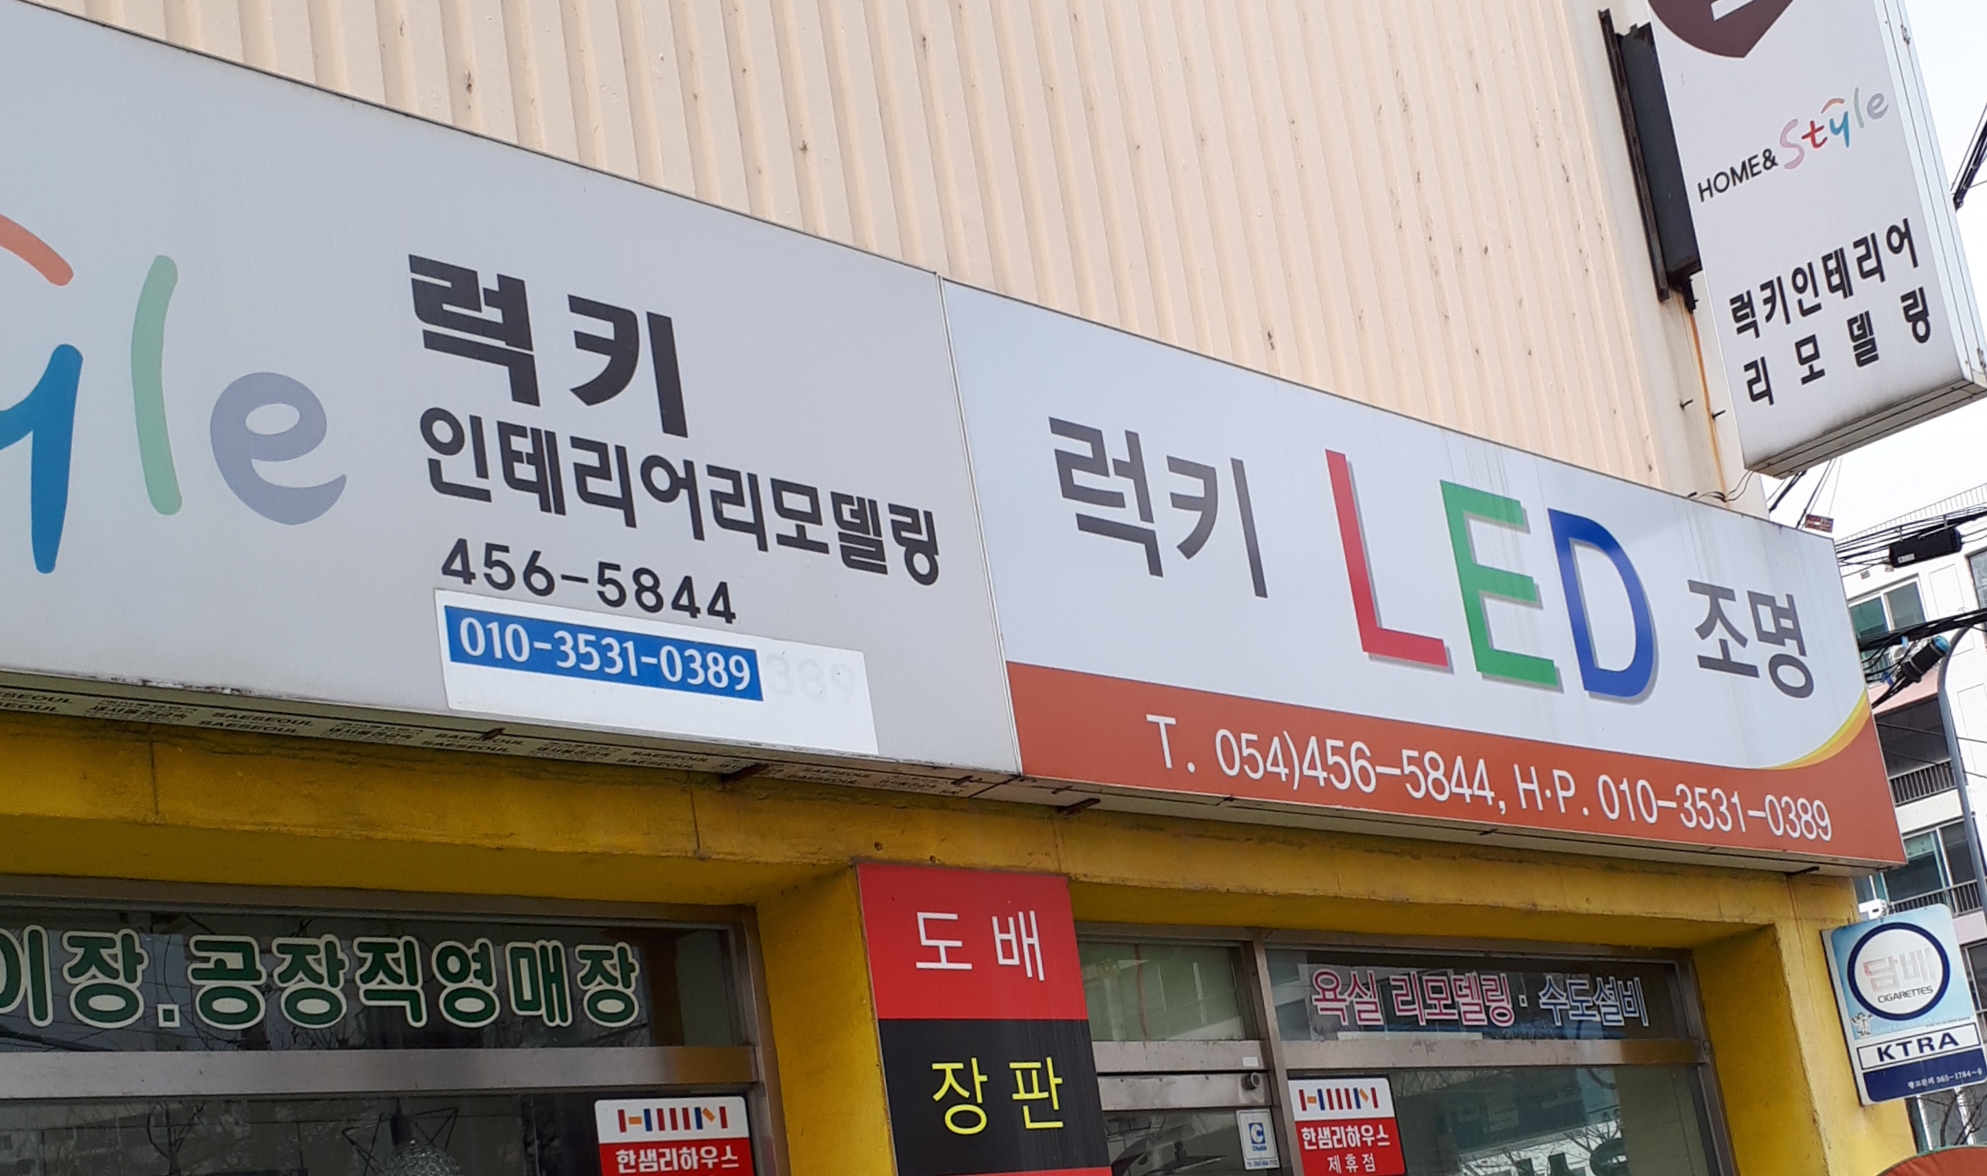 yle
럭키
인테리어리모델링
456-5844
010-3531-0389
럭키 LED 조명
T. 054)456-5844, H·P. 010-3531-0389
HOME&Style
럭키인테리어
리모델링
이장.공장직영매장
도배
장판
욕실 리모델링·수도설비
한샘리하우스
한샘리하우스
제휴점
담배
CIGARETTES
KTRA
SAESEOUL